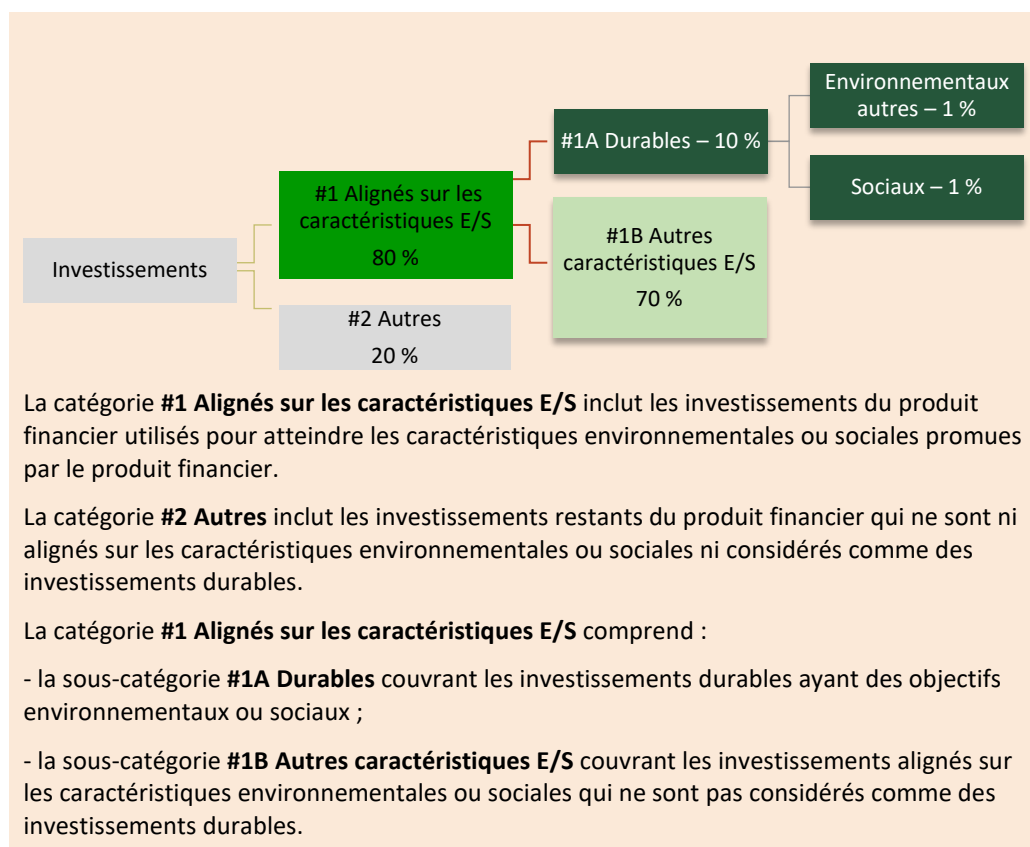 Environnementaux
autres – 1 %
#1A Durables – 10 %
Sociaux – 1 %
#1 Alignés sur les
caractéristiques E/S
80 %
#1B Autres
caractéristiques E/S
70 %
Investissements
#2 Autres
20 %
La catégorie #1 Alignés sur les caractéristiques E/S inclut les investissements du produit
financier utilisés pour atteindre les caractéristiques environnementales ou sociales promues
par le produit financier.
La catégorie #2 Autres inclut les investissements restants du produit financier qui ne sont ni
alignés sur les caractéristiques environnementales ou sociales ni considérés comme des
investissements durables.
La catégorie #1 Alignés sur les caractéristiques E/S comprend :
- la sous-catégorie #1A Durables couvrant les investissements durables ayant des objectifs
environnementaux ou sociaux ;
- la sous-catégorie #1B Autres caractéristiques E/S couvrant les investissements alignés sur
les caractéristiques environnementales ou sociales qui ne sont pas considérés comme des
investissements durables.